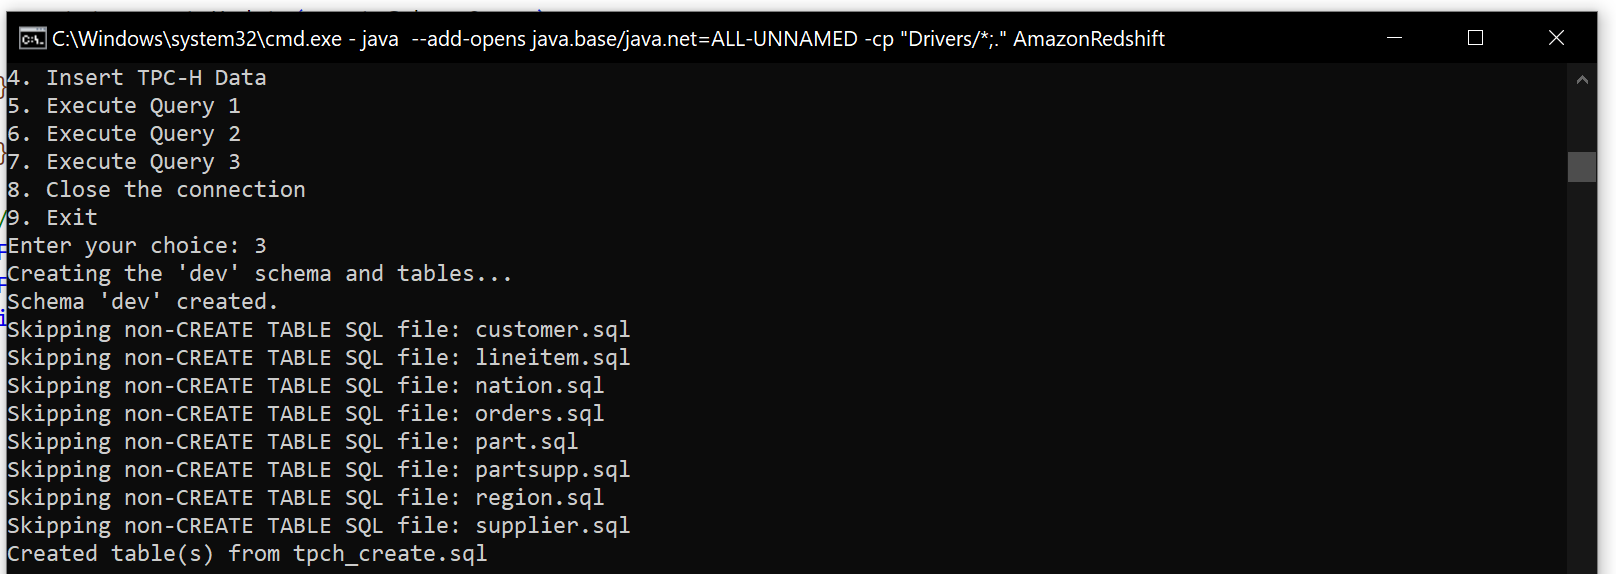 C:\Windows\system32\cmd.exe - java  --add-opens java.base/java.net=ALL-UNNAMED -cp "Drivers/*;." AmazonRedshift
4. Insert TPC-H Data
5. Execute Query 1
6. Execute Query 2
7. Execute Query 3
8. Close the connection
9. Exit
Enter your choice: 3
Creating the 'dev' schema and tables...
Schema 'dev' created.
Skipping non-CREATE TABLE SQL file: customer.sql
Skipping non-CREATE TABLE SQL file: lineitem.sql
Skipping non-CREATE TABLE SQL file: nation.sql
Skipping non-CREATE TABLE SQL file: orders.sql
Skipping non-CREATE TABLE SQL file: part.sql
Skipping non-CREATE TABLE SQL file: partsupp.sql
Skipping non-CREATE TABLE SQL file: region.sql
Skipping non-CREATE TABLE SQL file: supplier.sql
Created table(s) from tpch_create.sql